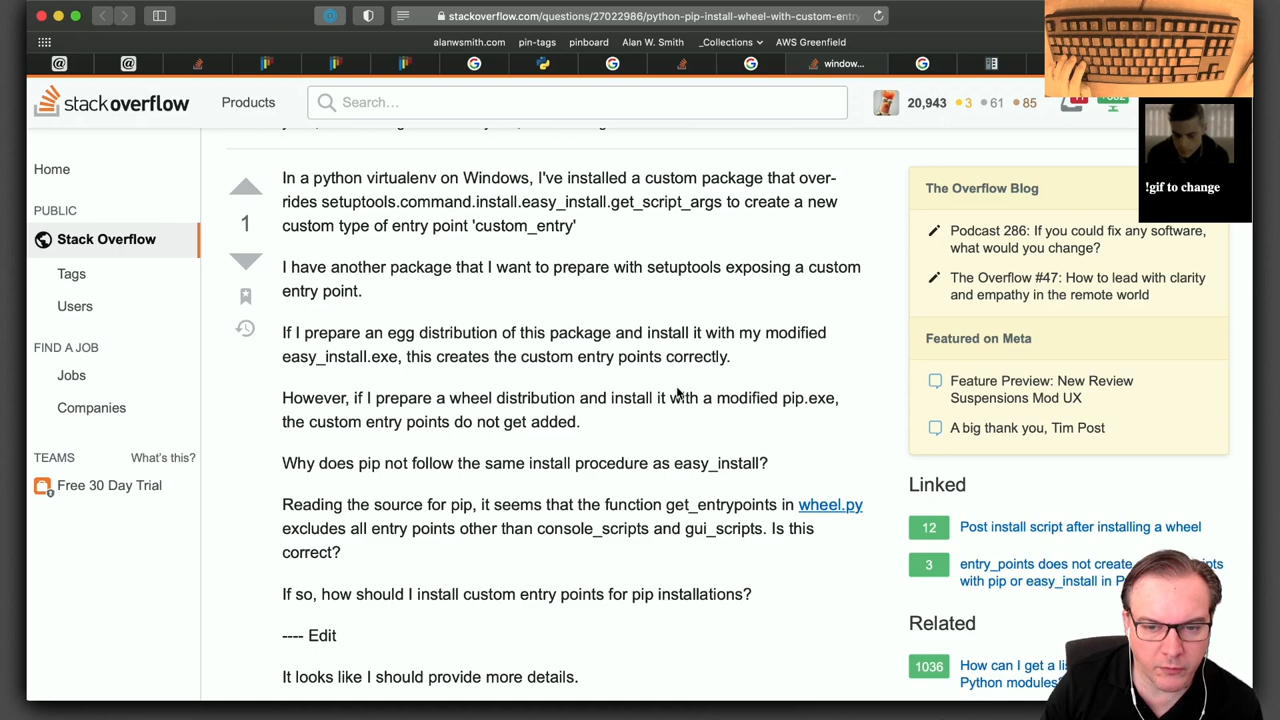 stackoverflow.com/questions/27022986/python-pip-install-wheel-with-custom-entry
alanwsmith.com pin-tags pinboard Alan W. Smith _Collections AWS Greenfield
window...
stackoverflow Products Search... 20,943 3 61 85
In a python virtualenv on Windows, I've installed a custom package that over-
rides setuptools.command.install.easy_install.get_script_args to create a new
custom type of entry point 'custom_entry'
1
I have another package that I want to prepare with setuptools exposing a custom
entry point.
If I prepare an egg distribution of this package and install it with my modified
easy_install.exe, this creates the custom entry points correctly.
However, if I prepare a wheel distribution and install it with a modified pip.exe,
the custom entry points do not get added.
Why does pip not follow the same install procedure as easy_install?
Reading the source for pip, it seems that the function get_entrypoints in wheel.py
excludes all entry points other than console_scripts and gui_scripts. Is this
correct?
If so, how should I install custom entry points for pip installations?
---- Edit
It looks like I should provide more details.
Home
PUBLIC
Stack Overflow
Tags
Users
FIND A JOB
Jobs
Companies
TEAMS What's this?
Free 30 Day Trial
!gif to change
The Overflow Blog
Podcast 286: If you could fix any software,
what would you change?
The Overflow #47: How to lead with clarity
and empathy in the remote world
Featured on Meta
Feature Preview: New Review
Suspensions Mod UX
A big thank you, Tim Post
Linked
12 Post install script after installing a wheel
3 entry_points does not create
with pip or easy_install in
Related
1036 How can I get a
Python modules